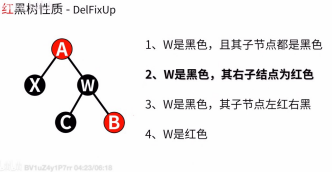 红黑树性质 - DelFixUp
A
X
W
C
B
1、W是黑色，且其子节点都是黑色
2、W是黑色，其右子结点为红色
3、W是黑色，其子节点左红右黑
4、W是红色